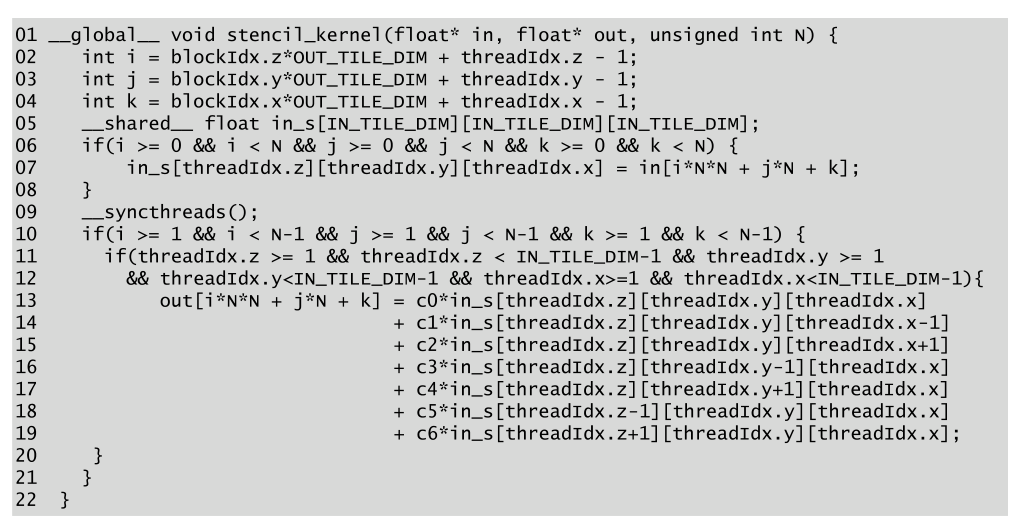 01 __global__ void stencil_kernel(float* in, float* out, unsigned int N) {
02     int i = blockIdx.z*OUT_TILE_DIM + threadIdx.z - 1;
03     int j = blockIdx.y*OUT_TILE_DIM + threadIdx.y - 1;
04     int k = blockIdx.x*OUT_TILE_DIM + threadIdx.x - 1;
05     __shared__ float in_s[IN_TILE_DIM][IN_TILE_DIM][IN_TILE_DIM];
06     if(i >= 0 && i < N && j >= 0 && j < N && k >= 0 && k < N) {
07         in_s[threadIdx.z][threadIdx.y][threadIdx.x] = in[i*N*N + j*N + k];
08     }
09     __syncthreads();
10     if(i >= 1 && i < N-1 && j >= 1 && j < N-1 && k >= 1 && k < N-1) {
11       if(threadIdx.z >= 1 && threadIdx.z < IN_TILE_DIM-1 && threadIdx.y >= 1
12         && threadIdx.y<IN_TILE_DIM-1 && threadIdx.x>=1 && threadIdx.x<IN_TILE_DIM-1){
13            out[i*N*N + j*N + k] = c0*in_s[threadIdx.z][threadIdx.y][threadIdx.x]
14                                 + c1*in_s[threadIdx.z][threadIdx.y][threadIdx.x-1]
15                                 + c2*in_s[threadIdx.z][threadIdx.y][threadIdx.x+1]
16                                 + c3*in_s[threadIdx.z][threadIdx.y-1][threadIdx.x]
17                                 + c4*in_s[threadIdx.z][threadIdx.y+1][threadIdx.x]
18                                 + c5*in_s[threadIdx.z-1][threadIdx.y][threadIdx.x]
19                                 + c6*in_s[threadIdx.z+1][threadIdx.y][threadIdx.x];
20      }
21     }
22  }